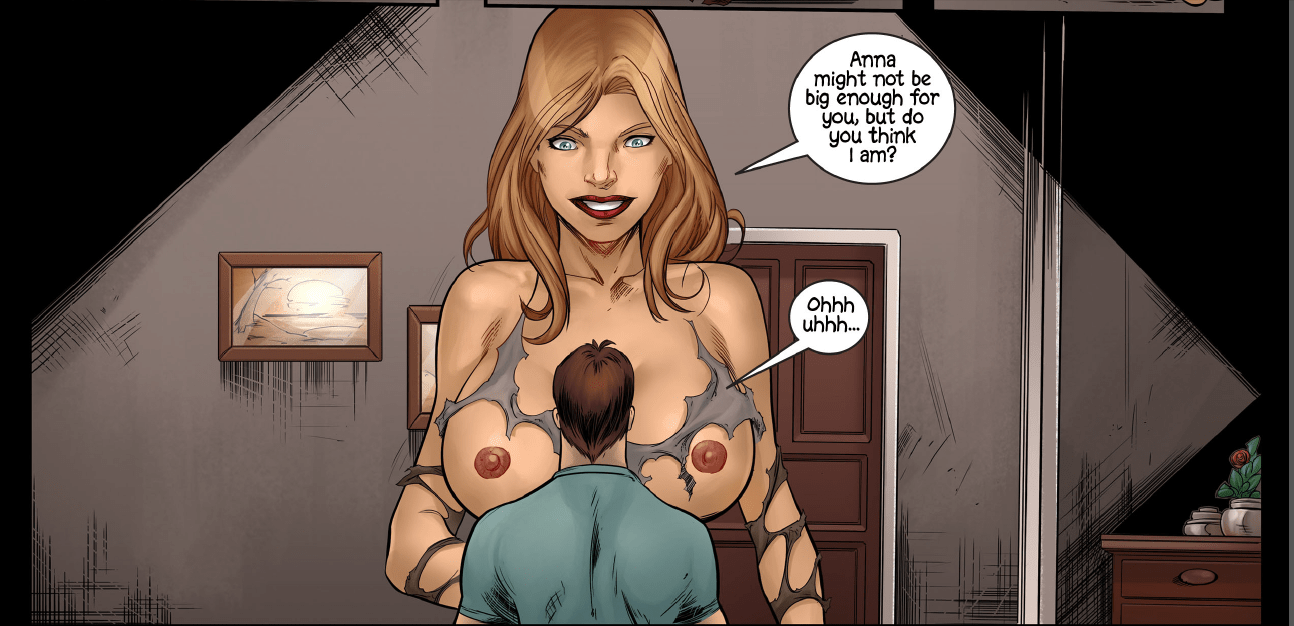 Anna
might not be
big enough for
you, but do
you think
I am?
Ohhh
uhhh...